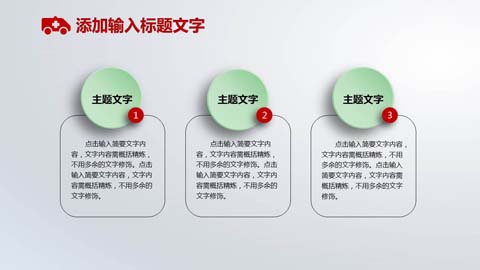 添加输入标题文字
主题文字
1
点击输入简要文字内
容，文字内容需概括精炼，
不用多余的文字修饰。点击
输入简要文字内容，文字内
容需概括精炼，不用多余的
文字修饰。
主题文字
2
点击输入简要文字内
容，文字内容需概括精炼，
不用多余的文字修饰。点击
输入简要文字内容，文字内
容需概括精炼，不用多余的
文字修饰。
主题文字
3
点击输入简要文字内容，
文字内容需概括精炼，不用
多余的文字修饰。点击输入
简要文字内容，文字内容需
概括精炼，不用多余的文字
修饰。